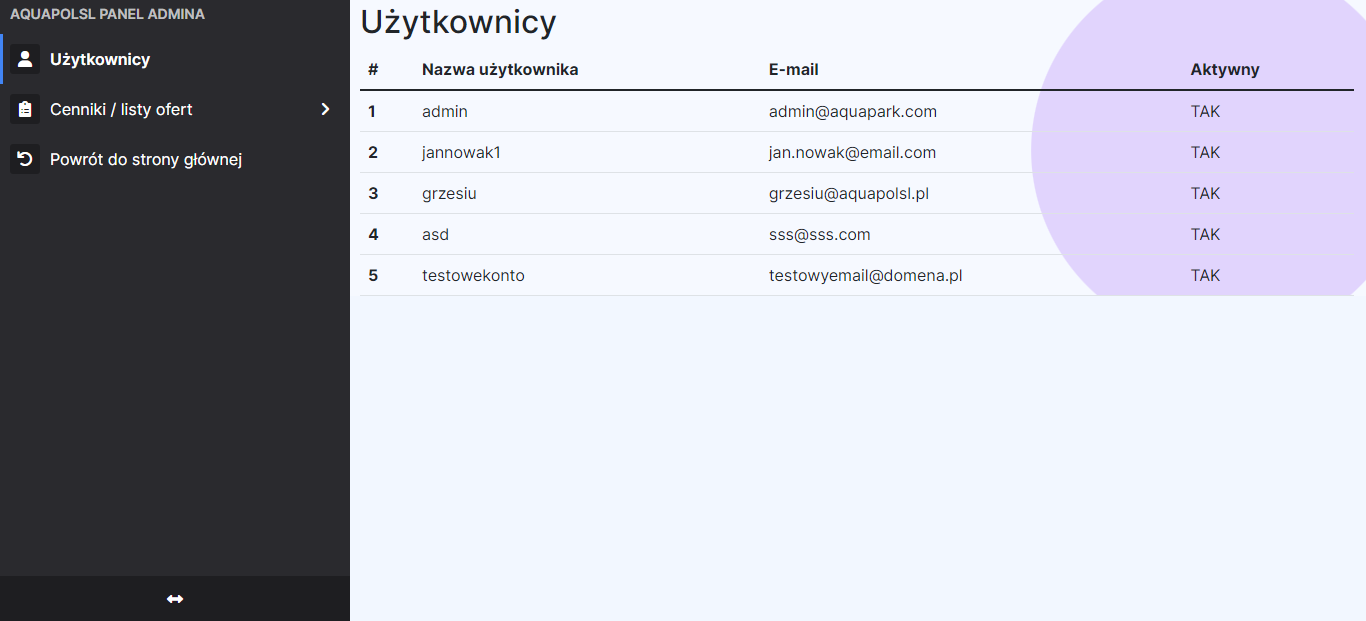 AQUAPOLSL PANEL ADMINA
Użytkownicy
Cenniki / listy ofert
Powrót do strony głównej
Użytkownicy
# Nazwa użytkownika E-mail Aktywny
1 admin admin@aquapark.com TAK
2 jannowak1 jan.nowak@email.com TAK
3 grzesiu grzesiu@aquapolsl.pl TAK
4 asd sss@sss.com TAK
5 testowekonto testowyemail@domena.pl TAK